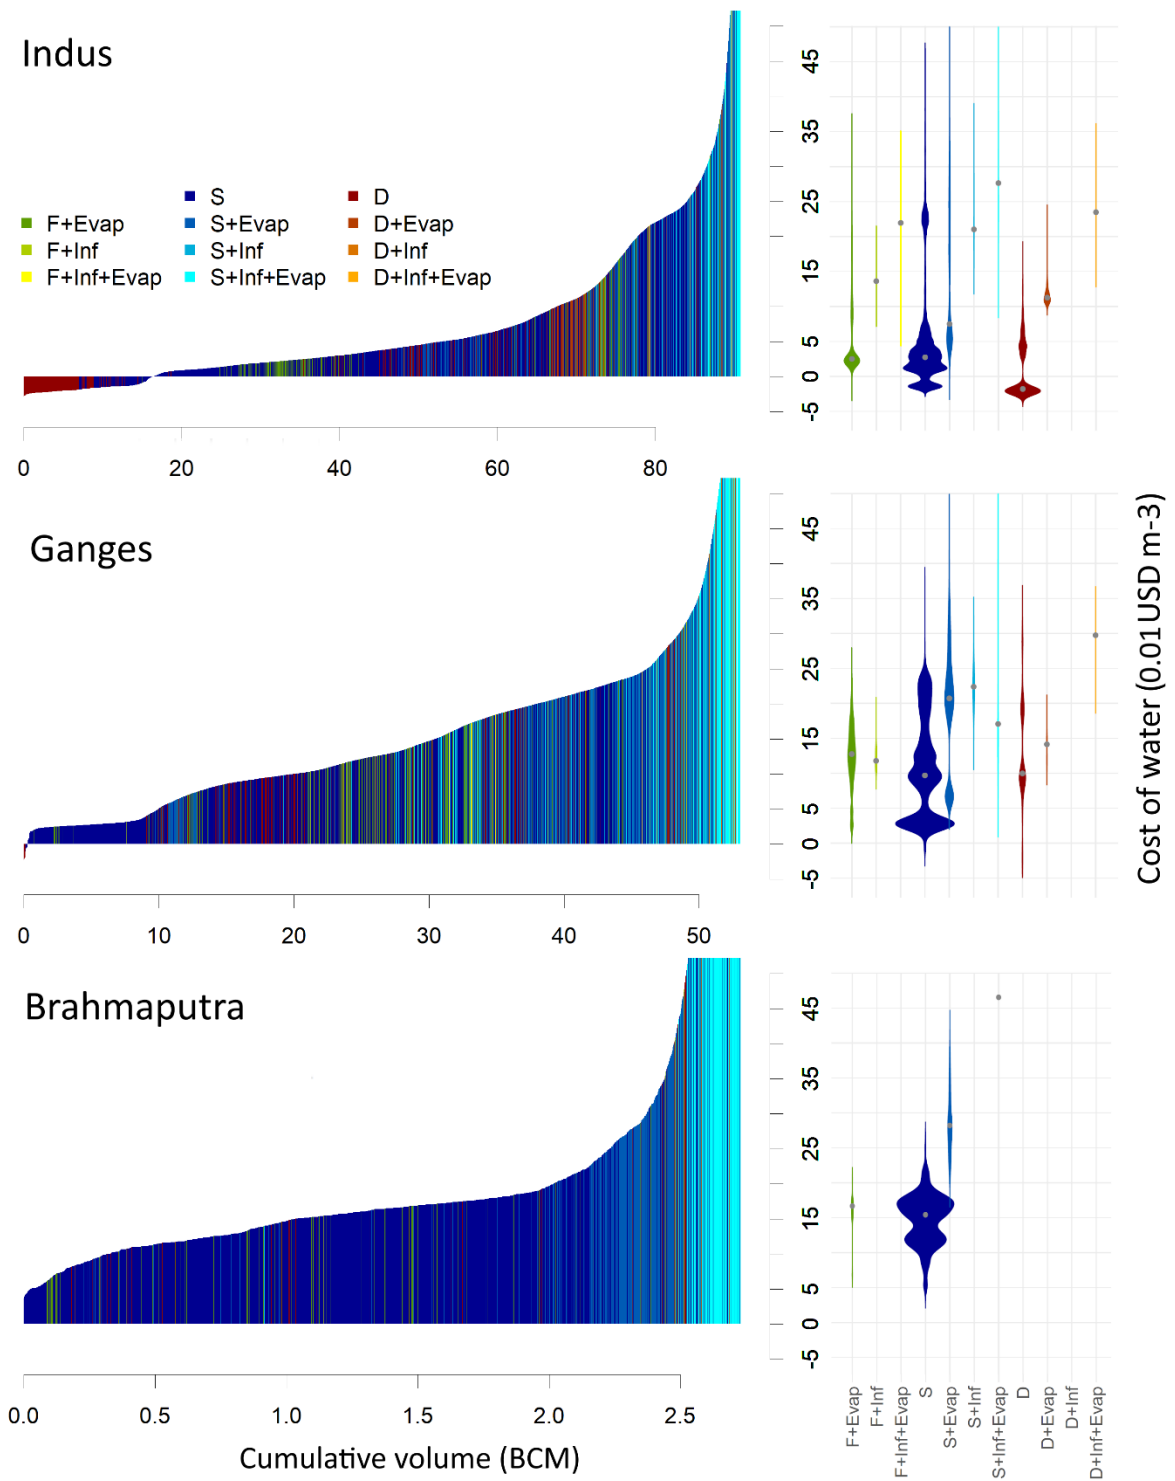 Indus
S D
F+Evap S+Evap D+Evap
F+Inf S+Inf D+Inf
F+Inf+Evap S+Inf+Evap D+Inf+Evap
0 20 40 60 80
45
35
25
15
5
0
-5
Ganges
0 10 20 30 40 50
45
35
25
15
5
0
-5
Cost of water (0.01 USD m-3)
Brahmaputra
0.0 0.5 1.0 1.5 2.0 2.5
Cumulative volume (BCM)
45
35
25
15
5
0
-5
F+Evap
F+Inf
F+Inf+Evap
S
S+Evap
S+Inf
S+Inf+Evap
D
D+Evap
D+Inf
D+Inf+Evap